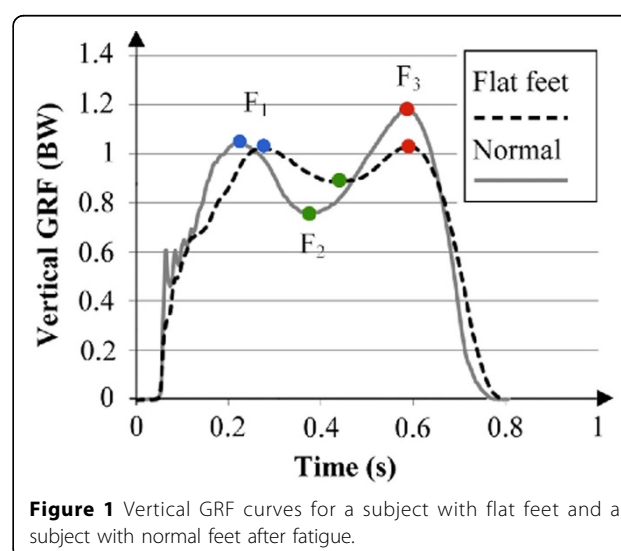 Vertical GRF (BW)
1.4
1.2
1
0.8
0.6
0.4
0.2
0
F1
F2
F3
Flat feet
Normal
0 0.2 0.4 0.6 0.8 1
Time (s)
Figure 1 Vertical GRF curves for a subject with flat feet and a
subject with normal feet after fatigue.